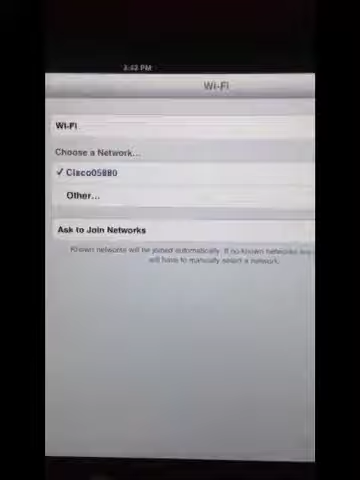 3:43 PM
Wi-Fi
Wi-Fi
Choose a Network...
✓ Cisco05880
Other...
Ask to Join Networks
Known networks will be joined automatically. If no known networks are
will have to manually select a network.